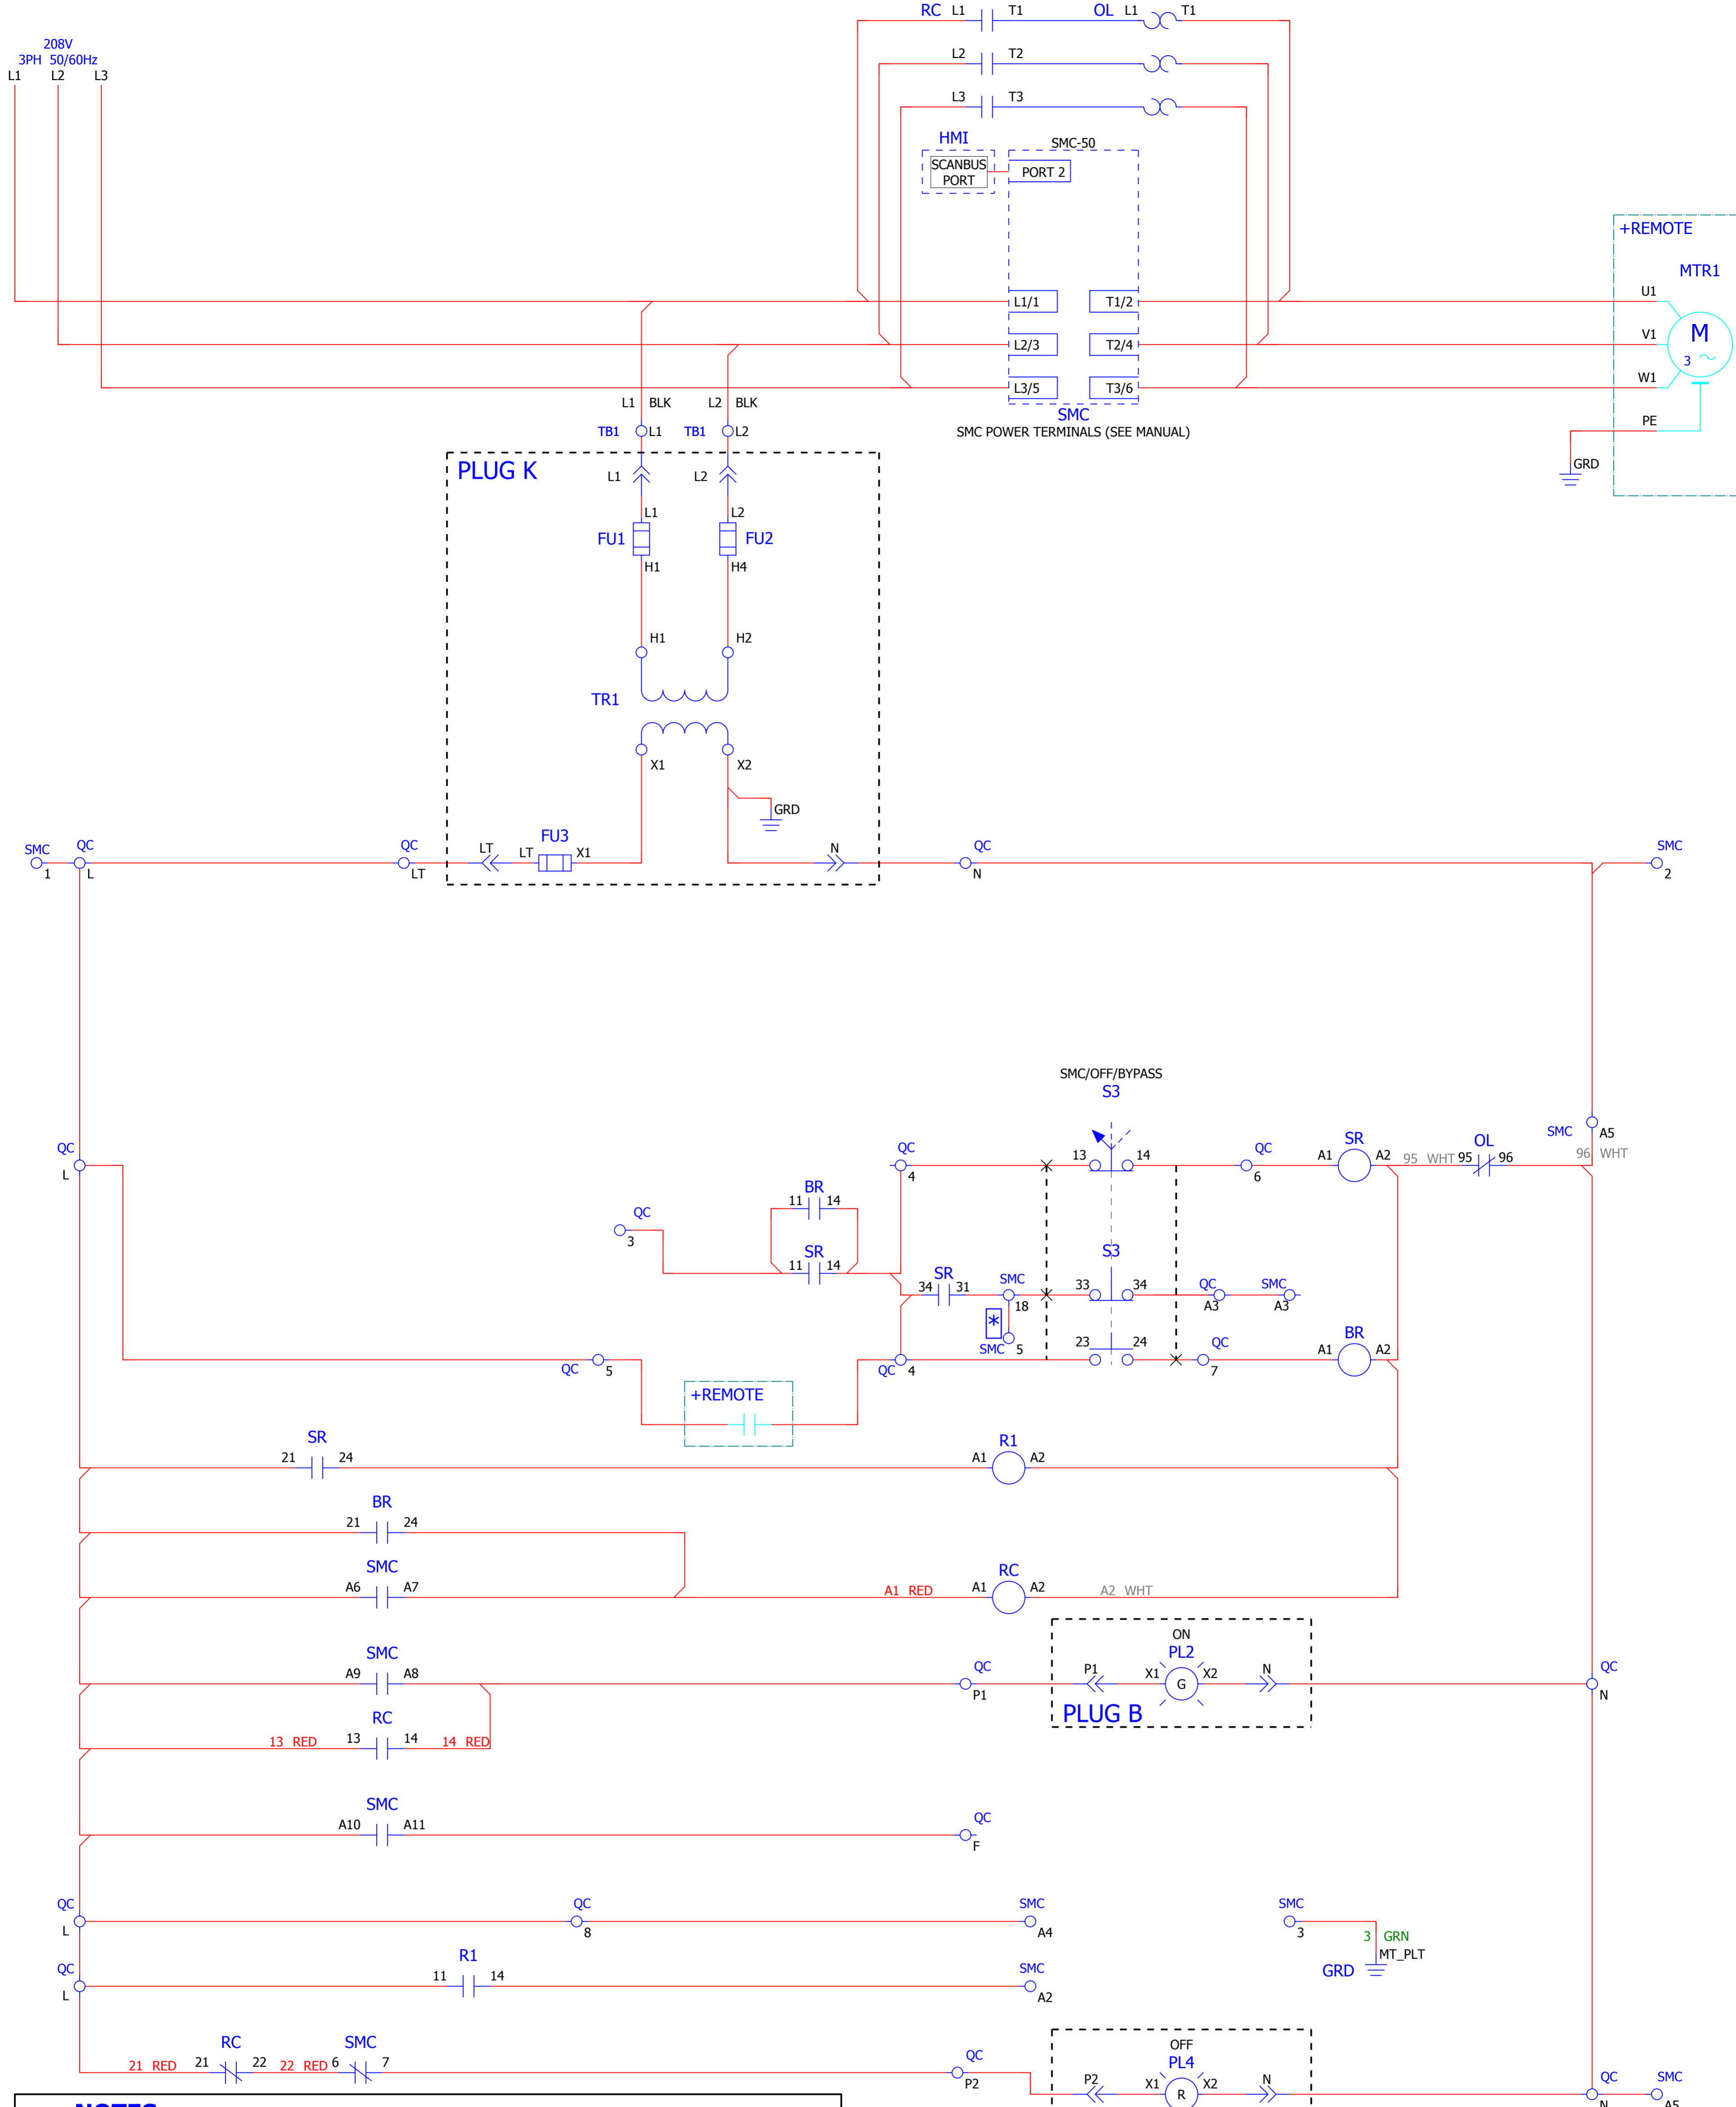 RC L1 T1 OL L1 T1
208V
3PH 50/60Hz
L1 L2 L3
L2 T2
L3 T3
HMI
SMC-50
SCANBUS
PORT
PORT 2
+REMOTE
MTR1
L1/1 T1/2 U1
L2/3 T2/4 V1
M
3
L3/5 T3/6 W1
L1 BLK L2 BLK
SMC
SMC POWER TERMINALS (SEE MANUAL)
PE
TB1 L1 TB1 L2
GRD
PLUG K
L1 L2
L1 L2
FU1 FU2
H1 H4
H1 H2
TR1
X1 X2
GRD
SMC QC QC LT LT FU3 X1 N QC SMC
1 L LT N 2
SMC/OFF/BYPASS
S3
SMC A5
QC QC 13 14 QC SR OL
A1 A2 95 WHT 95 96 96 WHT
L 4 6
BR
11 14
QC
3
SR
11 14
S3
SR
34 31 SMC 33 34 QC SMC
18 A3 A3
*
SMC 5
23 24 QC BR
A1 A2
QC 5 QC 4 7
+REMOTE
SR
21 24
R1
A1 A2
BR
21 24
SMC
A6 A7
RC
A1 RED A1 A2 A2 WHT
SMC
A9 A8
QC
P1
ON
PL2
P1 X1 G X2 N
PLUG B
QC
N
RC
13 RED 13 14 14 RED
SMC
A10 A11
QC
F
QC QC SMC SMC
L 8 A4 3
3 GRN
MT_PLT
GRD
QC R1 SMC
11 14
L A2
RC SMC
21 RED 21 22 22 RED 6 7
QC
P2
OFF
PL4
P2 X1 R X2 N
QC SMC
N A5
NOTES